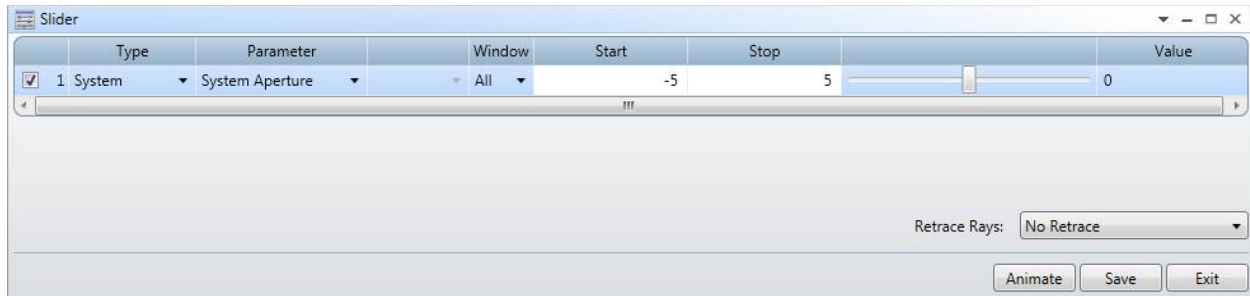 Slider
Type Parameter Window Start Stop Value
1 System System Aperture All -5 5 0
Retrace Rays: No Retrace
Animate Save Exit